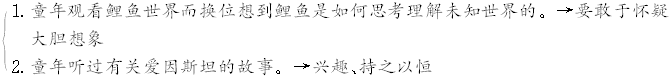 1. 童年观看鲤鱼世界而换位想到鲤鱼是如何思考理解未知世界的。→要敢于怀疑
大胆想象
2. 童年听过有关爱因斯坦的故事。→兴趣、持之以恒